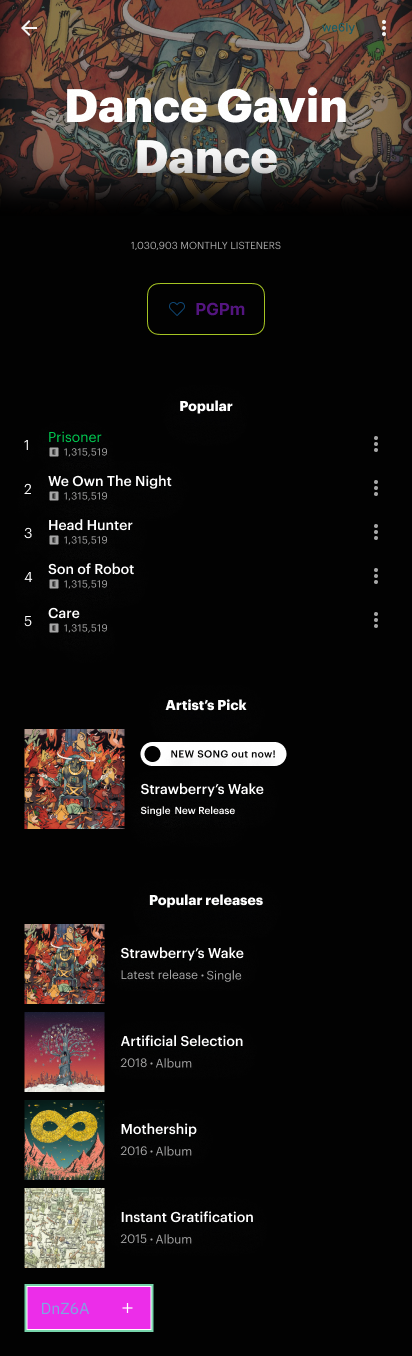 webly
Dance Gavin
Dance
1,030,903 MONTHLY LISTENERS
PGPm
Popular
1
Prisoner
E 1,315,519
2
We Own The Night
E 1,315,519
3
Head Hunter
E 1,315,519
4
Son of Robot
E 1,315,519
5
Care
E 1,315,519
Artist's Pick
NEW SONG out now!
Strawberry's Wake
Single New Release
Popular releases
Strawberry's Wake
Latest release • Single
Artificial Selection
2018 • Album
Mothership
2016 • Album
Instant Gratification
2015 • Album
DnZ6A +